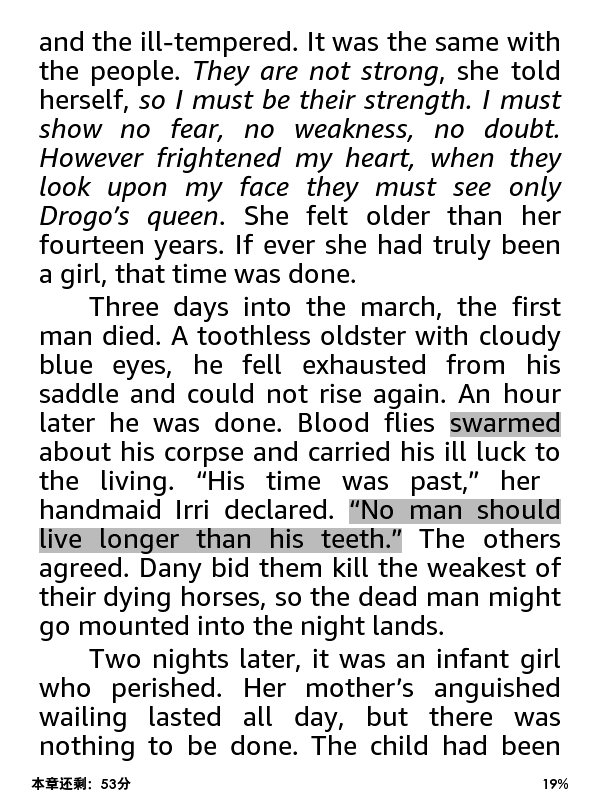 and the ill-tempered. It was the same with
the people. They are not strong, she told
herself, so I must be their strength. I must
show no fear, no weakness, no doubt.
However frightened my heart, when they
look upon my face they must see only
Drogo’s queen. She felt older than her
fourteen years. If ever she had truly been
a girl, that time was done.
Three days into the march, the first
man died. A toothless oldster with cloudy
blue eyes, he fell exhausted from his
saddle and could not rise again. An hour
later he was done. Blood flies swarmed
about his corpse and carried his ill luck to
the living. “His time was past,” her
handmaid Irri declared. “No man should
live longer than his teeth.” The others
agreed. Dany bid them kill the weakest of
their dying horses, so the dead man might
go mounted into the night lands.
Two nights later, it was an infant girl
who perished. Her mother’s anguished
wailing lasted all day, but there was
nothing to be done. The child had been
本章还剩：53分 19%